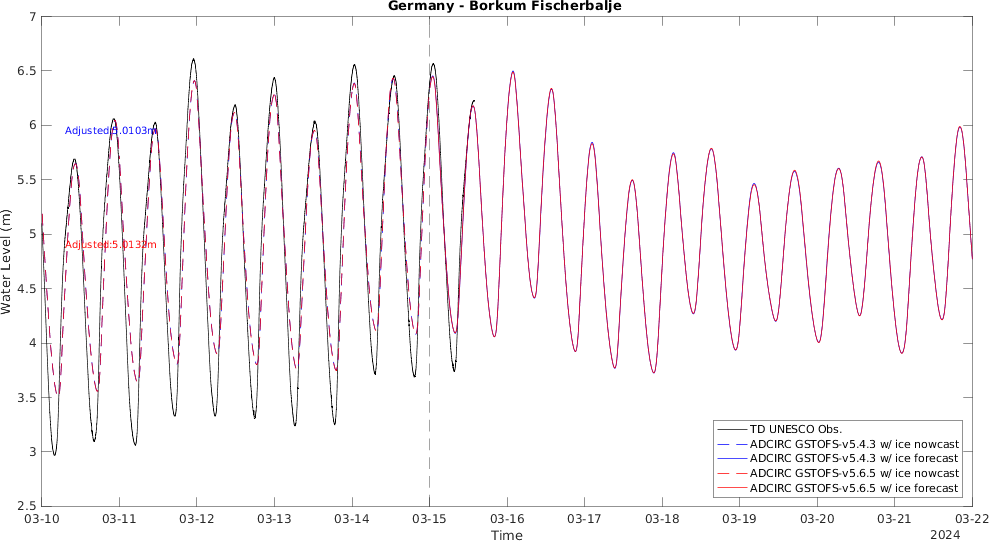 Germany - Borkum Fischerbalje
7
6.5
6
5.5
5
4.5
4
3.5
3
2.5
Water Level (m)
Adjusted:5.0103m
Adjusted:5.0132m
TD UNESCO Obs.
ADCIRC GSTOFS-v5.4.3 w/ ice nowcast
ADCIRC GSTOFS-v5.4.3 w/ ice forecast
ADCIRC GSTOFS-v5.6.5 w/ ice nowcast
ADCIRC GSTOFS-v5.6.5 w/ ice forecast
03-10 03-11 03-12 03-13 03-14 03-15 03-16 03-17 03-18 03-19 03-20 03-21 03-22
Time
2024